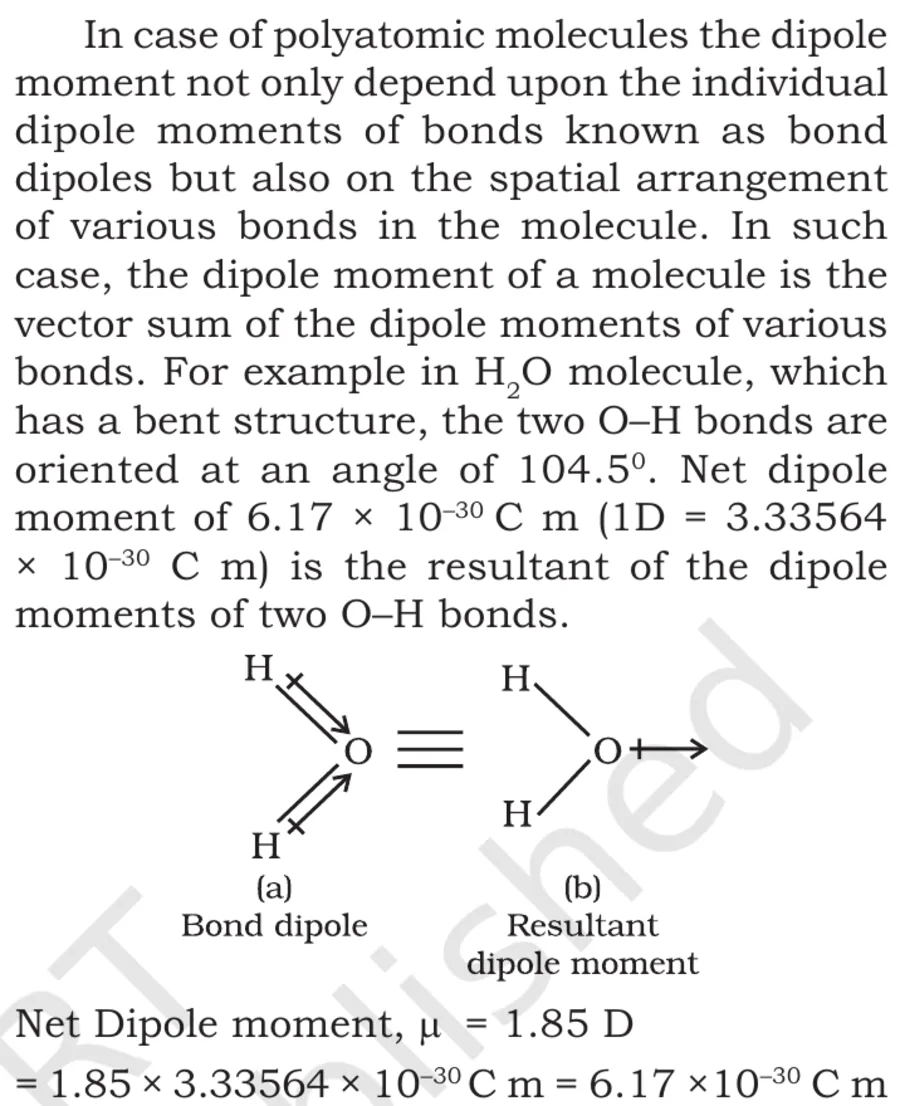 In case of polyatomic molecules the dipole
moment not only depend upon the individual
dipole moments of bonds known as bond
dipoles but also on the spatial arrangement
of various bonds in the molecule. In such
case, the dipole moment of a molecule is the
vector sum of the dipole moments of various
bonds. For example in H₂O molecule, which
has a bent structure, the two O–H bonds are
oriented at an angle of 104.5⁰. Net dipole
moment of 6.17 × 10⁻³⁰ C m (1D = 3.33564
× 10⁻³⁰ C m) is the resultant of the dipole
moments of two O–H bonds.
H
O
H
(a)
Bond dipole
H
O
H
(b)
Resultant
dipole moment
Net Dipole moment, μ = 1.85 D
= 1.85 × 3.33564 × 10⁻³⁰ C m = 6.17 ×10⁻³⁰ C m
RT
blished